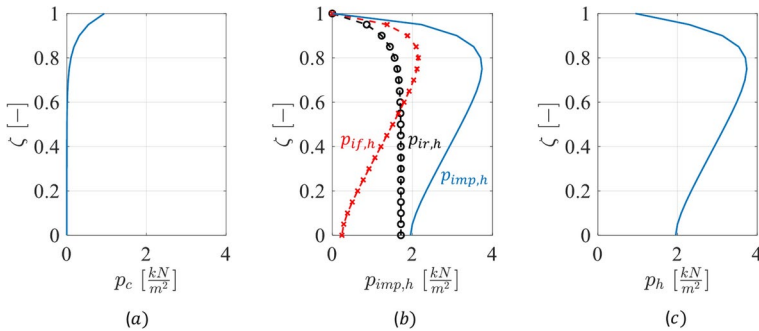 1
0.8
0.6
0.4
0.2
0
ζ [-]
0 2 4
p_c [kN/m²]
(a)
1
0.8
0.6
0.4
0.2
0
ζ [-]
p_if,h
p_ir,h
p_imp,h
0 2 4
p_imp,h [kN/m²]
(b)
1
0.8
0.6
0.4
0.2
0
ζ [-]
0 2 4
p_h [kN/m²]
(c)